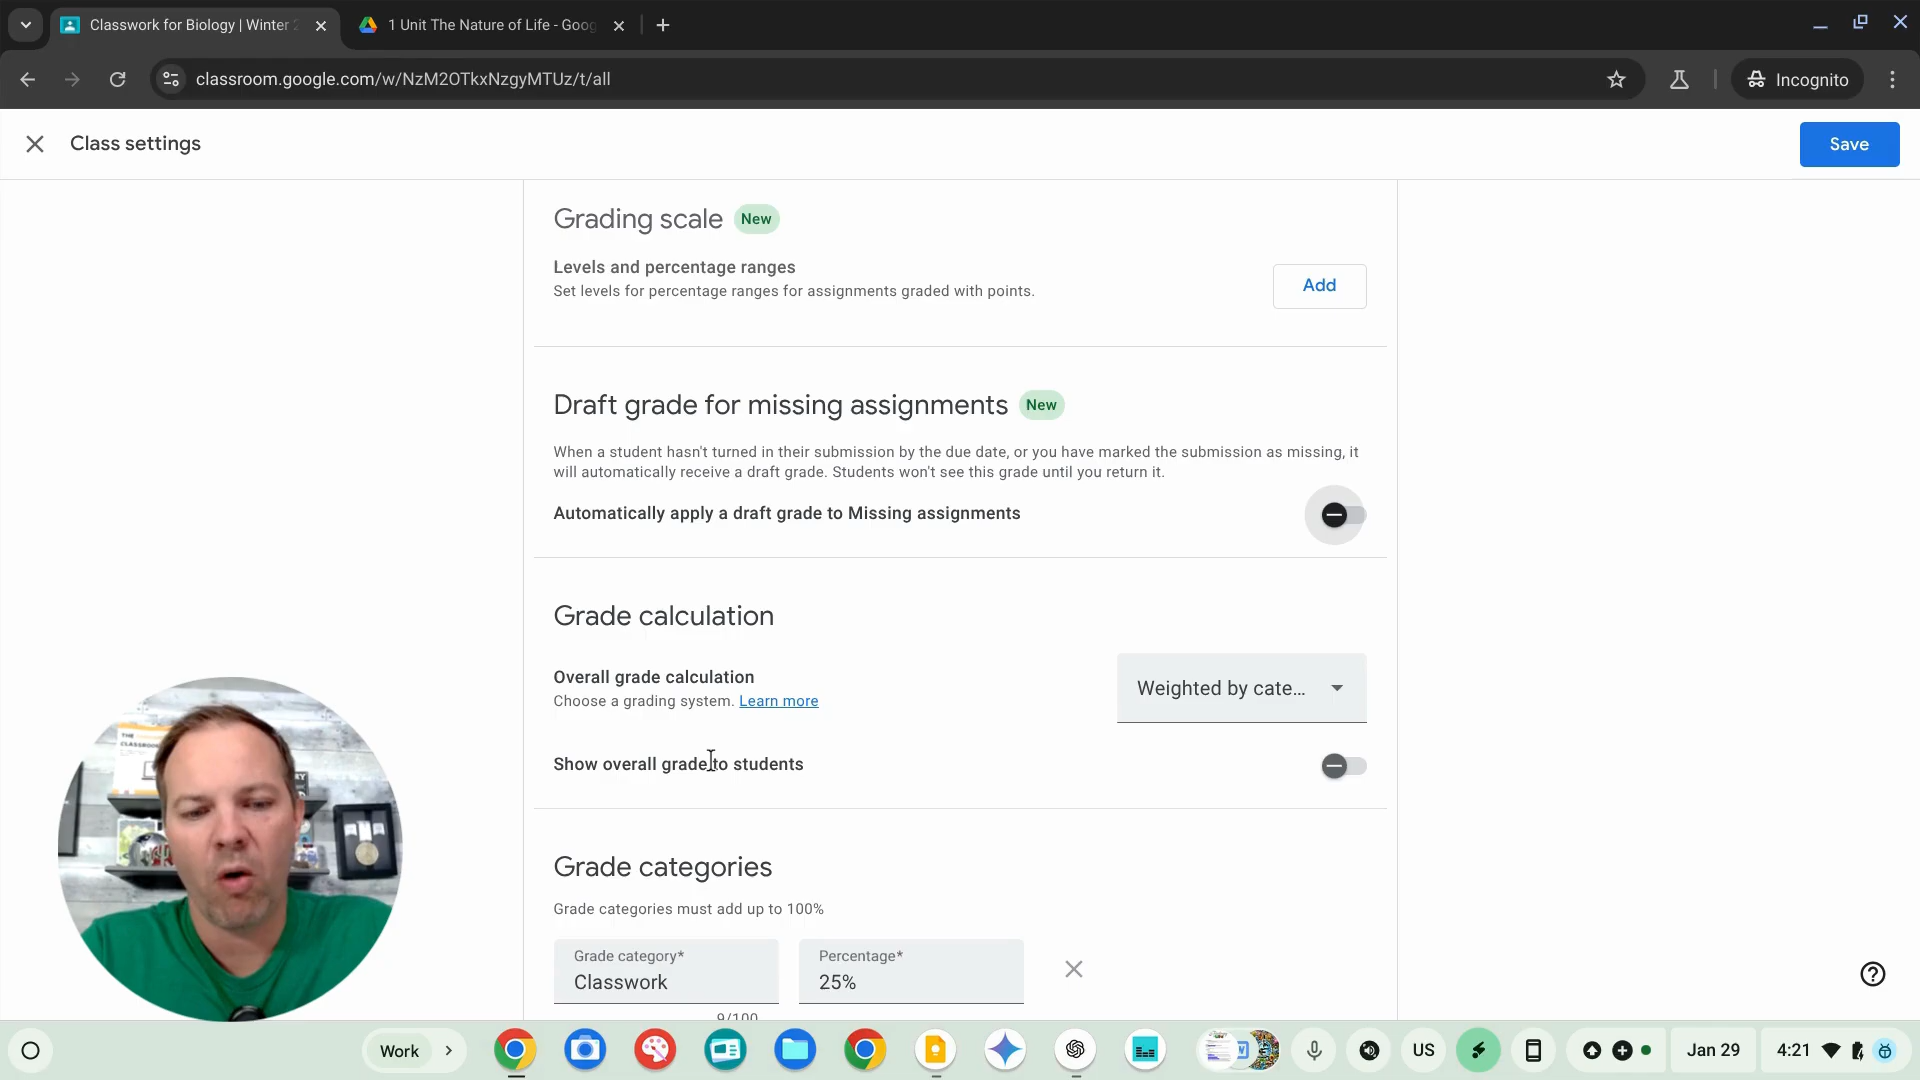 Classwork for Biology | Winter 2
1 Unit The Nature of Life - Goog
classroom.google.com/w/NzM2OTkxNzgyMTUz/t/all
Incognito
Class settings
Save
Grading scale New
Levels and percentage ranges
Set levels for percentage ranges for assignments graded with points.
Add
Draft grade for missing assignments New
When a student hasn't turned in their submission by the due date, or you have marked the submission as missing, it
will automatically receive a draft grade. Students won't see this grade until you return it.
Automatically apply a draft grade to Missing assignments
Grade calculation
Overall grade calculation
Choose a grading system. Learn more
Weighted by cate...
Show overall grade to students
Grade categories
Grade categories must add up to 100%
Grade category*
Classwork
Percentage*
25%
9/100
Work
US
Jan 29
4:21